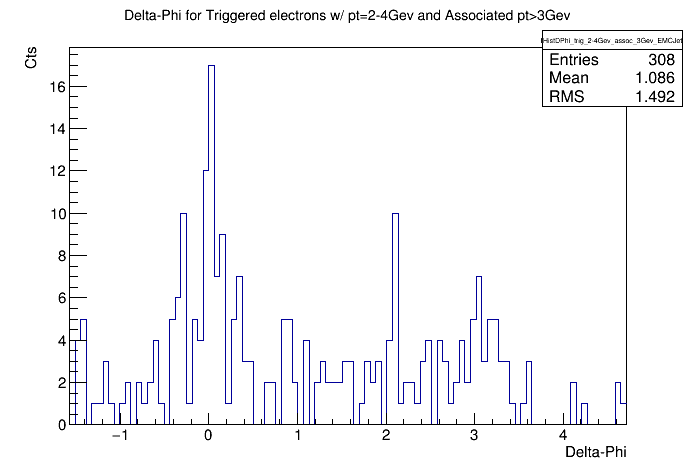 Delta-Phi for Triggered electrons w/ pt=2-4Gev and Associated pt>3Gev
HistDPhi_trig_2-4Gev_assoc_3Gev_EMCJet
Entries 308
Mean 1.086
RMS 1.492
Cts
16
14
12
10
8
6
4
2
0
−1 0 1 2 3 4
Delta-Phi